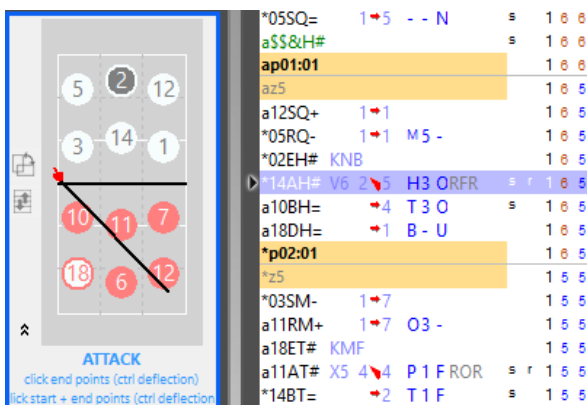 5 2 12
3 14 1
10 11 7
18 6 12
ATTACK
click end points (ctrl deflection)
lick start + end points (ctrl deflection
*05SQ= 1 5 - - N s 1 6 6
a$$&H# s 1 6 6
ap01:01 1 6 6
az5 1 6 5
a12SQ+ 1 1 1 6 5
*05RQ- 1 1 M 5 - 1 6 5
*02EH# KNB 1 6 5
*14AH# V6 2 5 H3 O RFR s r 1 6 5
a10BH= 4 T 3 O s 1 6 5
a18DH= 1 B - U 1 6 5
*p02:01 1 6 5
*z5 1 5 5
*03SM- 1 7 1 5 5
a11RM+ 1 7 O3 - 1 5 5
a18ET# KMF 1 5 5
a11AT# X5 4 4 P 1 F ROR s r 1 5 5
*14BT= 2 T 1 F s 1 5 5